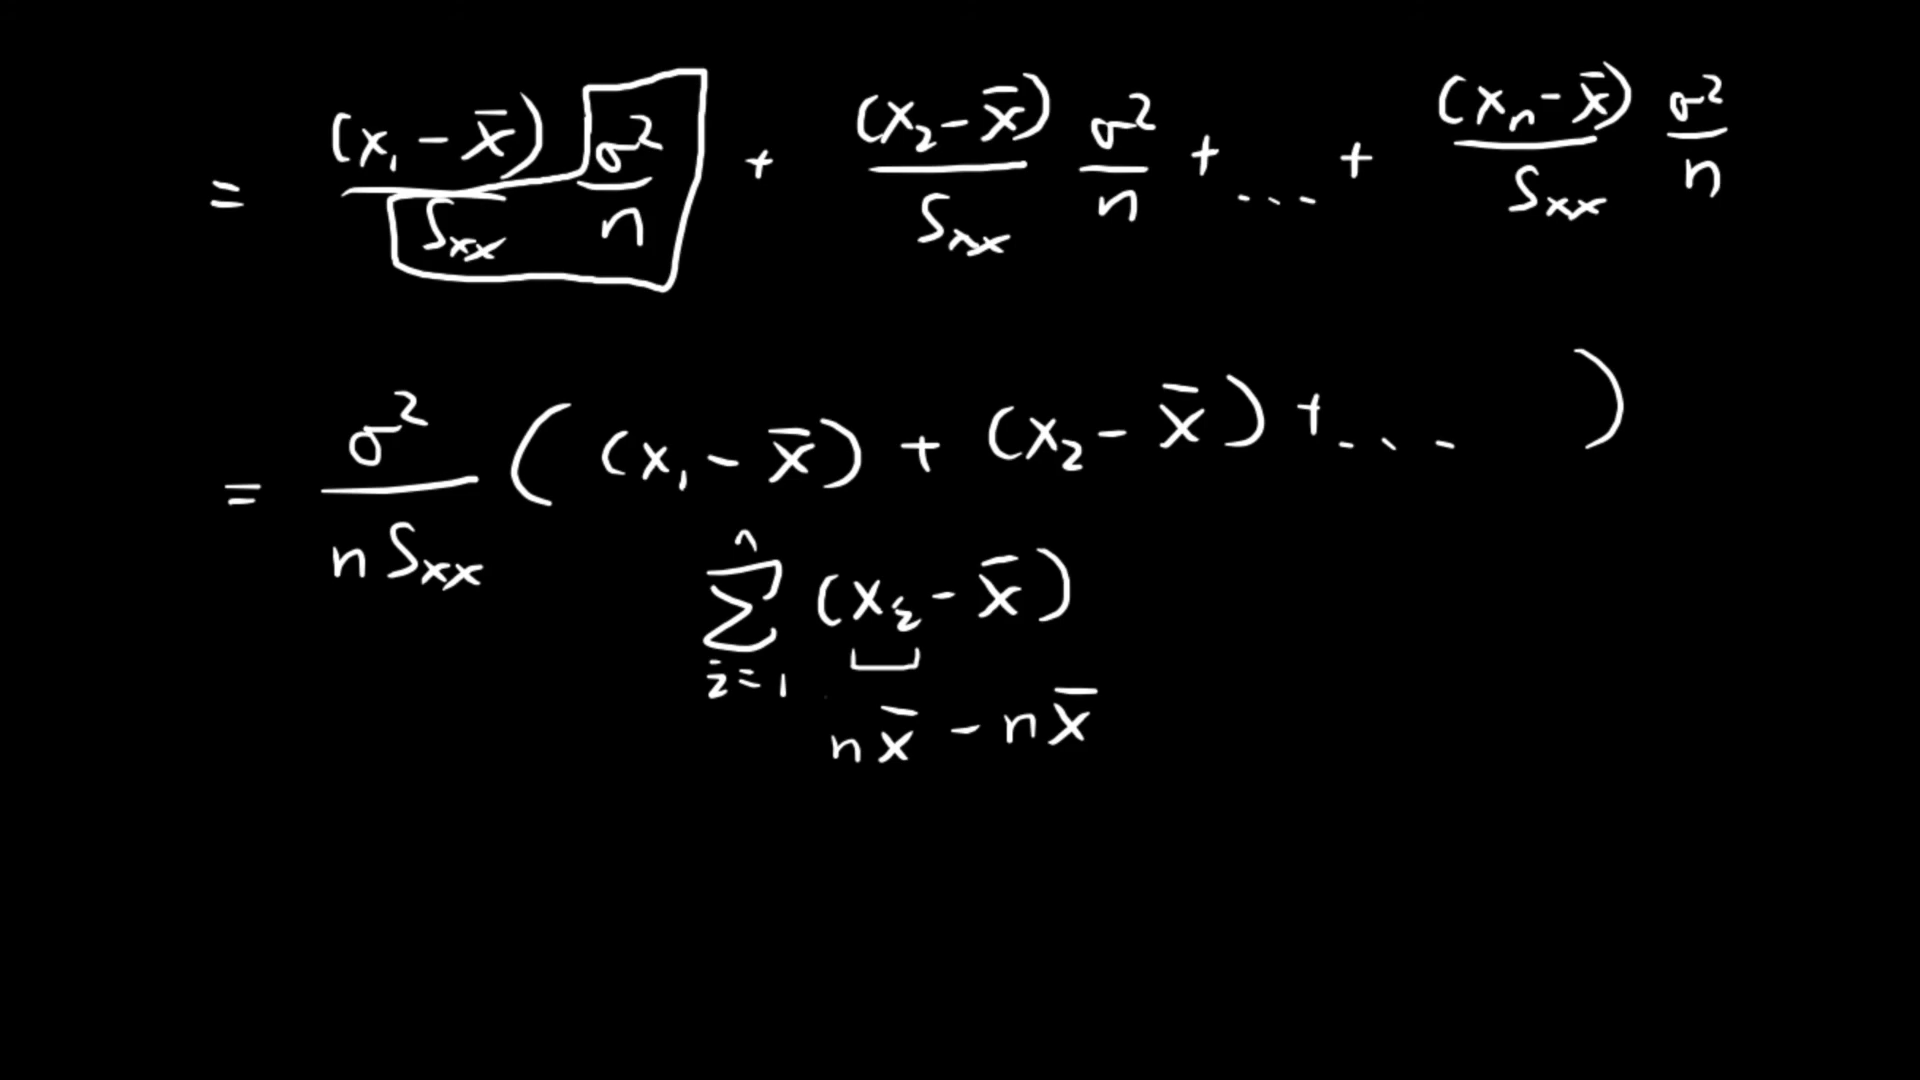 = (x₁ - x̄)/Sxx σ²/n + (x₂ - x̄)/Sxx σ²/n + ... + (xₙ - x̄)/Sxx σ²/n
= σ²/(n Sxx) ( (x₁ - x̄) + (x₂ - x̄) + ... )
∑ⁿᵢ₌₁ (xᵢ - x̄)
n x̄ - n x̄